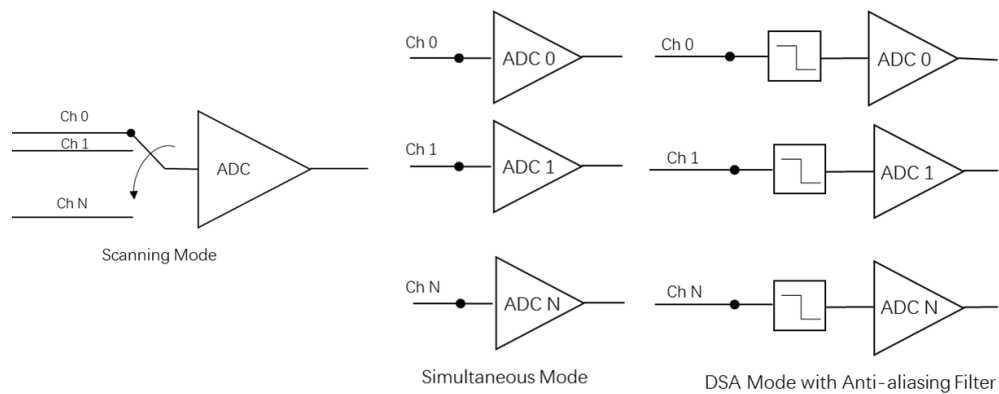 Ch 0
Ch 1
Ch N
ADC
Scanning Mode
Ch 0
ADC 0
Ch 1
ADC 1
Ch N
ADC N
Simultaneous Mode
Ch 0
ADC 0
Ch 1
ADC 1
Ch N
ADC N
DSA Mode with Anti-aliasing Filter